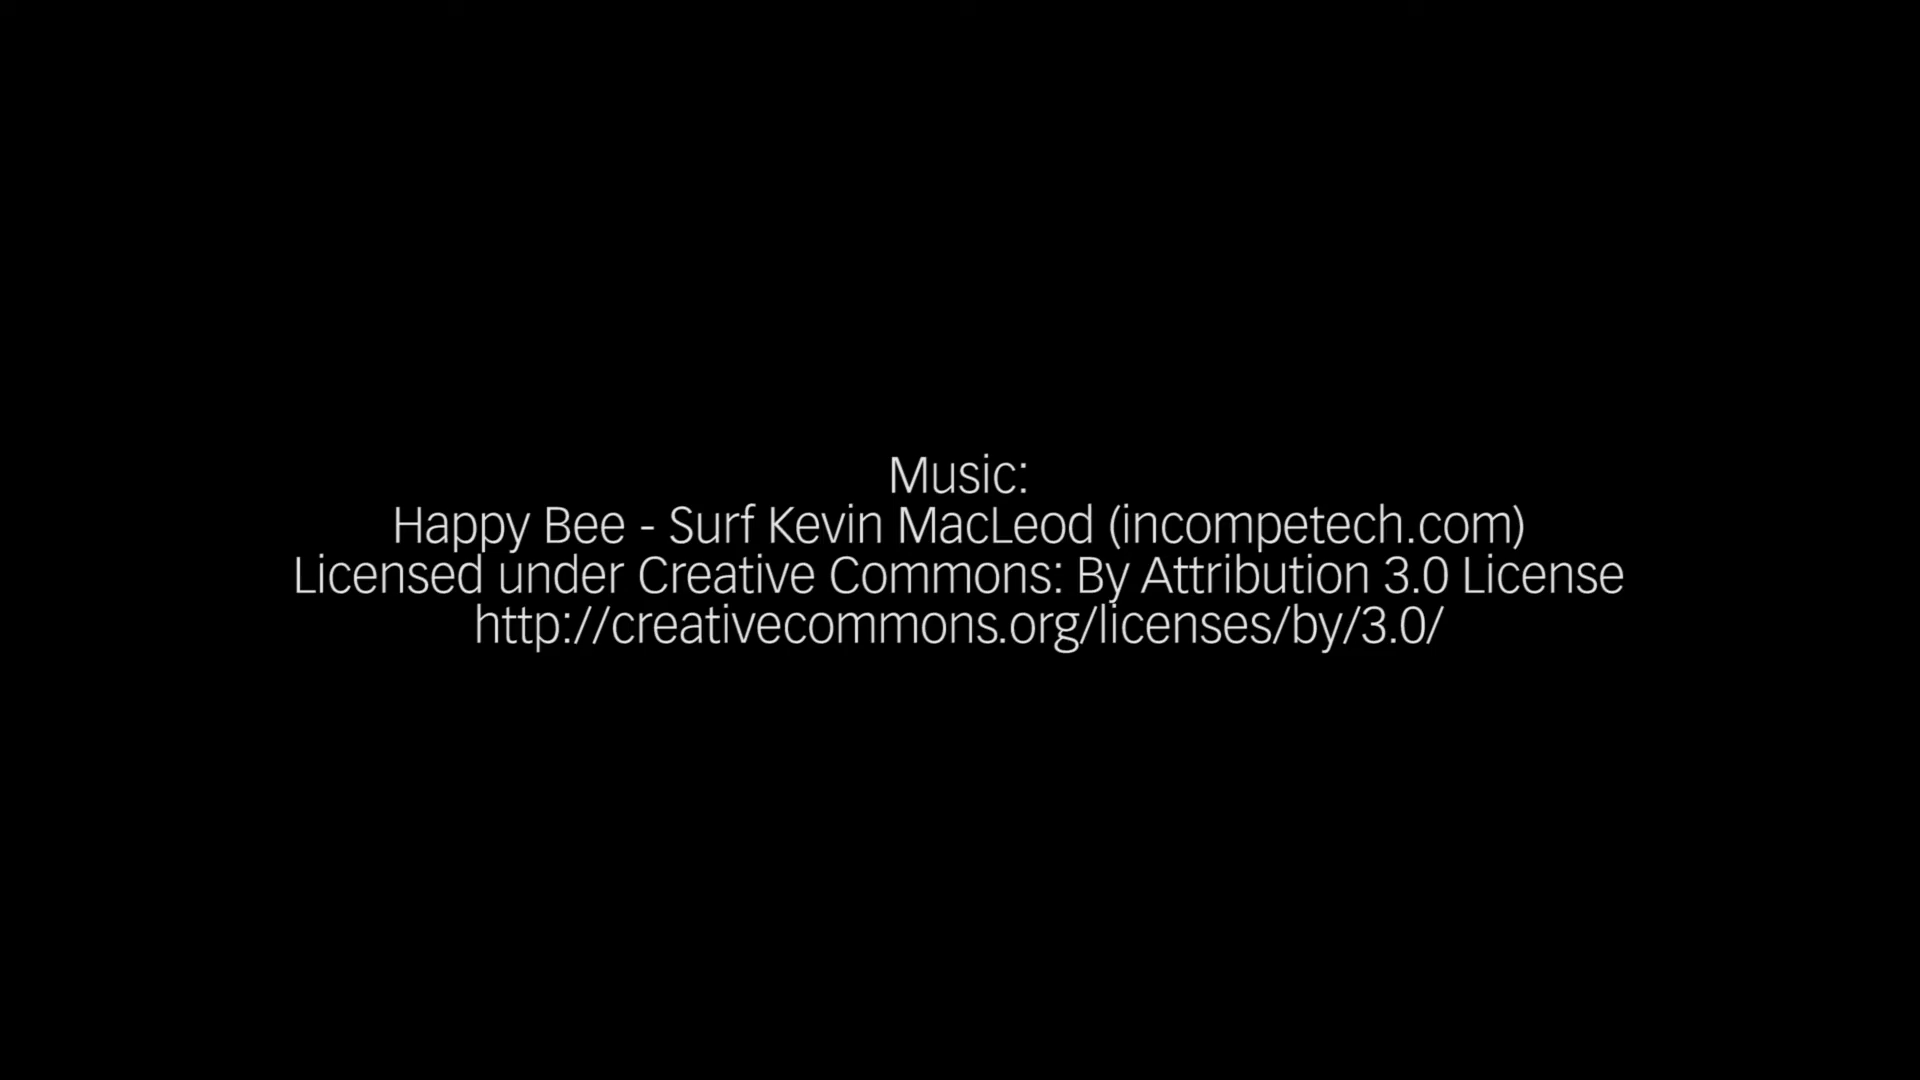 Music:
Happy Bee - Surf Kevin MacLeod (incompetech.com)
Licensed under Creative Commons: By Attribution 3.0 License
http://creativecommons.org/licenses/by/3.0/